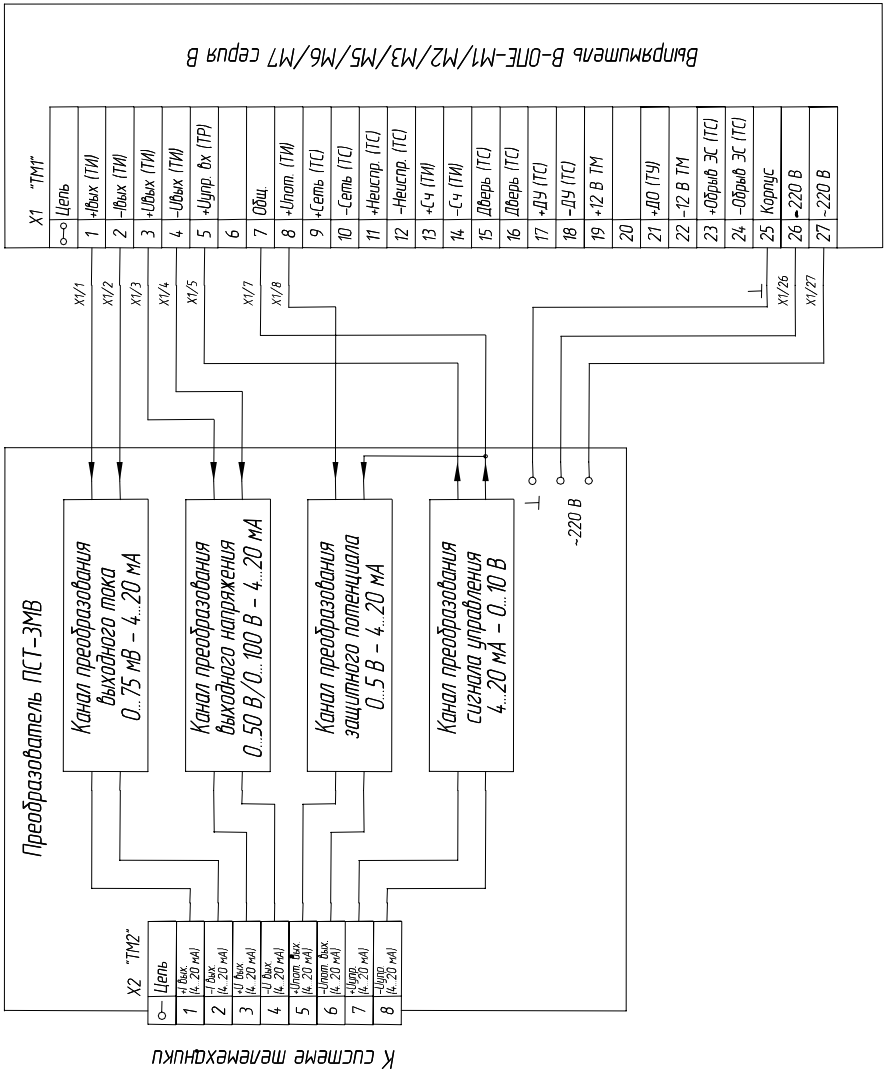 Выпрямитель В-ОПЕ-М1/М2/М3/М5/М6/М7 серия В
X1 "ТМ1"
Цепь
1 +Iвых (ТИ)
2 -Iвых (ТИ)
3 +Uвых (ТИ)
4 -Uвых (ТИ)
5 +Uупр. вх (ТР)
6
7 Общ.
8 +Uпот. (ТИ)
9 +Сеть (ТС)
10 -Сеть (ТС)
11 +Неиспр. (ТС)
12 -Неиспр. (ТС)
13 +Сч (ТИ)
14 -Сч (ТИ)
15 Дверь (ТС)
16 Дверь (ТС)
17 +ДУ (ТС)
18 -ДУ (ТС)
19 +12 В ТМ
20
21 +ДО (ТУ)
22 -12 В ТМ
23 +Обрыв ЭС (ТС)
24 -Обрыв ЭС (ТС)
25 Корпус
26 ~220 В
27 ~220 В
X1/1
X1/2
X1/3
X1/4
X1/5
X1/7
X1/8
X1/26
X1/27
Преобразователь ПСТ-3МВ
Канал преобразования
выходного тока
0...75 мВ - 4...20 мА
Канал преобразования
выходного напряжения
0...50 В/0...100 В - 4...20 мА
Канал преобразования
защитного потенциала
0...5 В - 4...20 мА
Канал преобразования
сигнала управления
4...20 мА - 0...10 В
~220 В
X2 "ТМ2"
Цепь
1 +I вых.
(4...20 мА)
2 -I вых.
(4...20 мА)
3 +U вых.
(4...20 мА)
4 -U вых.
(4...20 мА)
5 +Uпот. вых.
(4...20 мА)
6 -Uпот. вых.
(4...20 мА)
7 +Uупр.
(4...20 мА)
8 -Uупр.
(4...20 мА)
К системе телемеханики